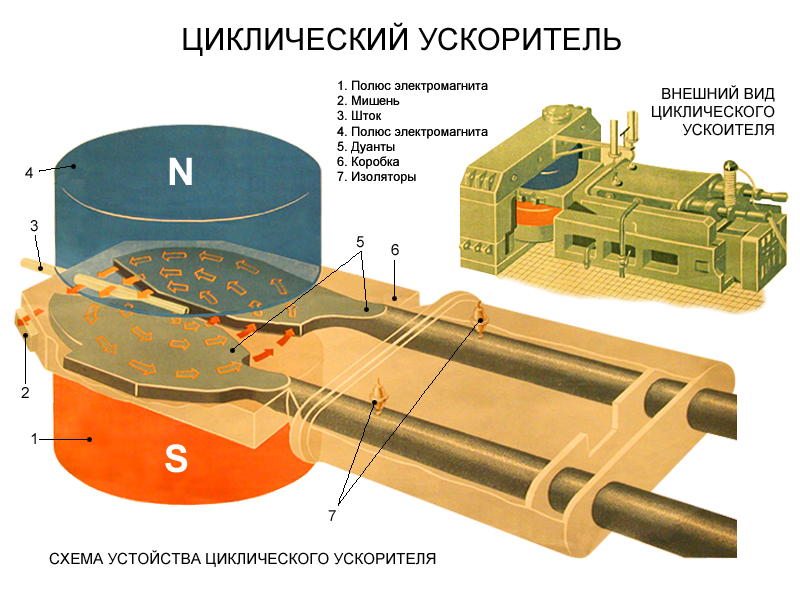 ЦИКЛИЧЕСКИЙ УСКОРИТЕЛЬ
1. Полюс электромагнита
2. Мишень
3. Шток
4. Полюс электромагнита
5. Дуанты
6. Коробка
7. Изоляторы
ВНЕШНИЙ ВИД
ЦИКЛИЧЕСКОГО
УСКОИТЕЛЯ
N
4
3
5
6
2
1
S
7
СХЕМА УСТОЙСТВА ЦИКЛИЧЕСКОГО УСКОРИТЕЛЯ